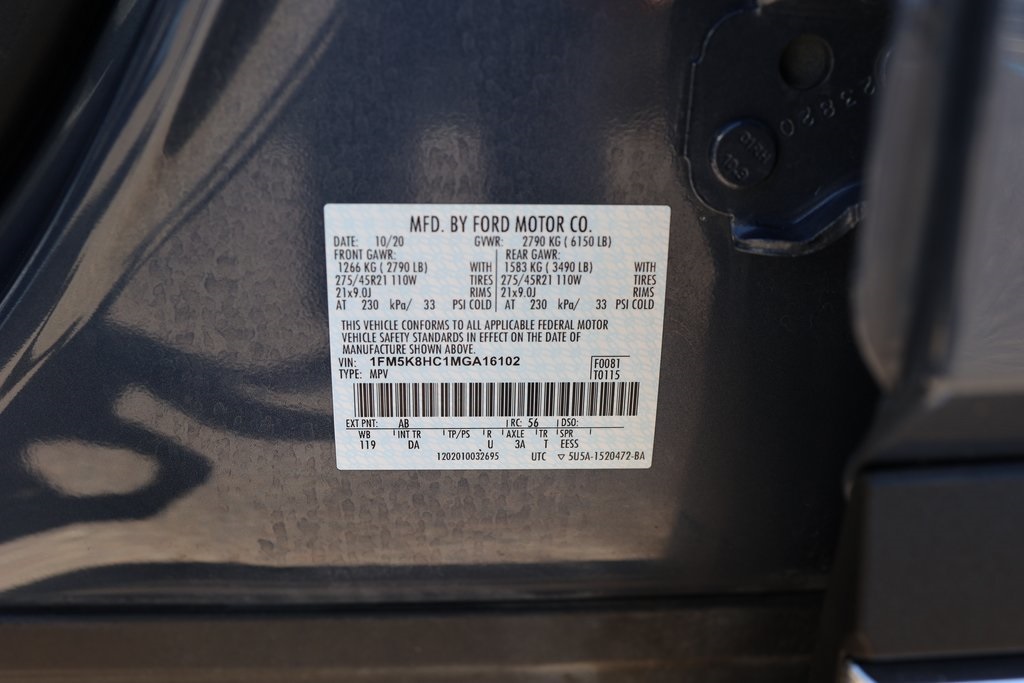 MFD. BY FORD MOTOR CO.
DATE: 10/20 GVWR: 2790 KG ( 6150 LB)
FRONT GAWR: REAR GAWR:
1266 KG ( 2790 LB) WITH 1583 KG ( 3490 LB) WITH
275/45R21 110W TIRES 275/45R21 110W TIRES
21x9.0J RIMS 21x9.0J RIMS
AT 230 kPa/ 33 PSI COLD AT 230 kPa/ 33 PSI COLD
THIS VEHICLE CONFORMS TO ALL APPLICABLE FEDERAL MOTOR
VEHICLE SAFETY STANDARDS IN EFFECT ON THE DATE OF
MANUFACTURE SHOWN ABOVE.
VIN: 1FM5K8HC1MGA16102 F0081
TYPE: MPV T0115
EXT PNT: AB RC: 56 DSO:
WB INT TR TP/PS R AXLE TR SPR
119 DA U 3A T EESS
1202010032695 UTC ▽ 5U5A-1520472-BA
23820